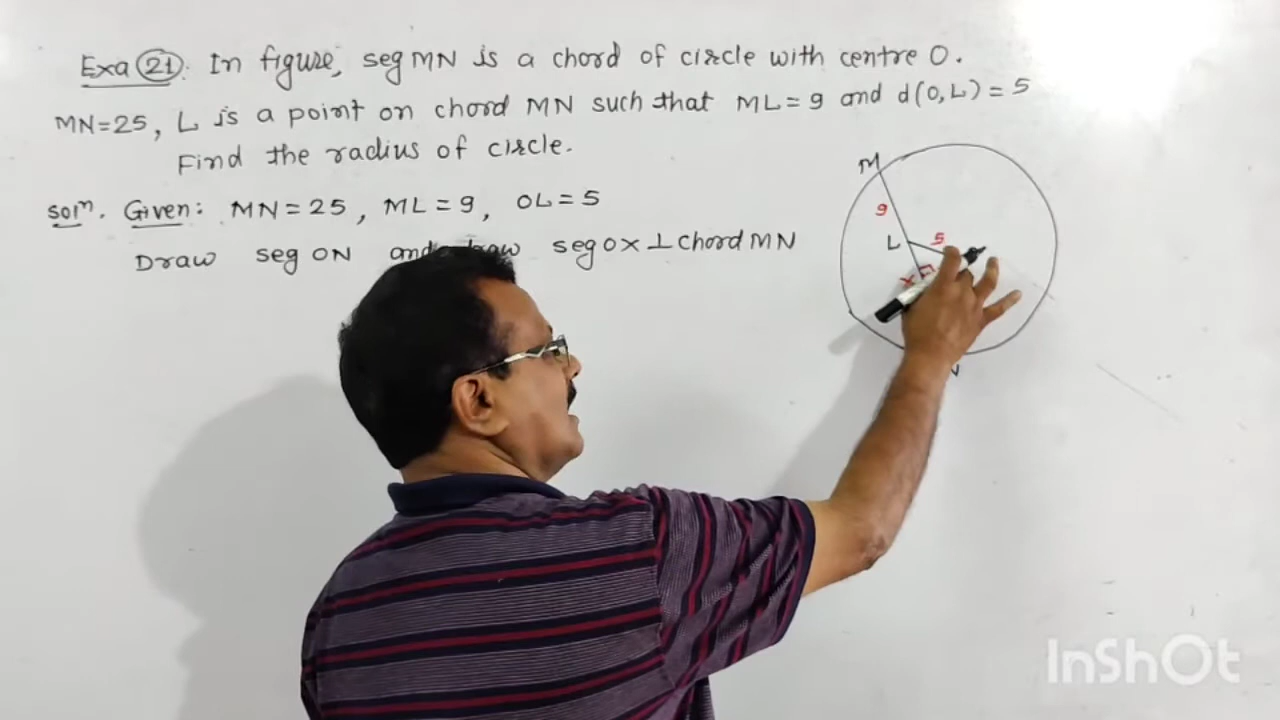 Exa 21. In figure, seg MN is a chord of circle with centre O.
MN=25, L is a point on chord MN such that ML=9 and d(O,L)=5
Find the radius of circle.
Soln. Given: MN=25, ML=9, OL=5
Draw seg ON and draw seg OX ⊥ chord MN
M
9
L
5
X
N
InShOt